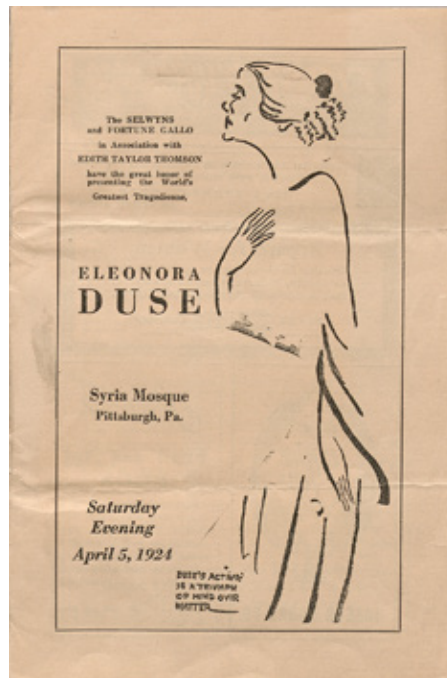 The SELWYNS
and FORTUNE GALLO
in Association with
EDITH TAYLOR THOMSON
have the great honor of
presenting the World's
Greatest Tragedienne,
ELEONORA
DUSE
Syria Mosque
Pittsburgh, Pa.
Saturday
Evening
April 5, 1924
DUSE'S ACTING
IS A TRIUMPH
OF MIND OVER
MATTER